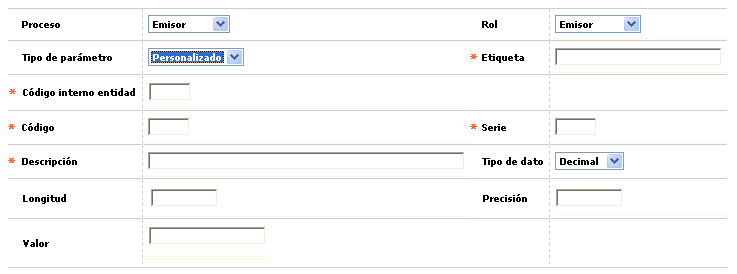 Proceso Emisor Rol Emisor
Tipo de parámetro Personalizado * Etiqueta
* Código interno entidad
* Código * Serie
* Descripción Tipo de dato Decimal
Longitud Precisión
Valor